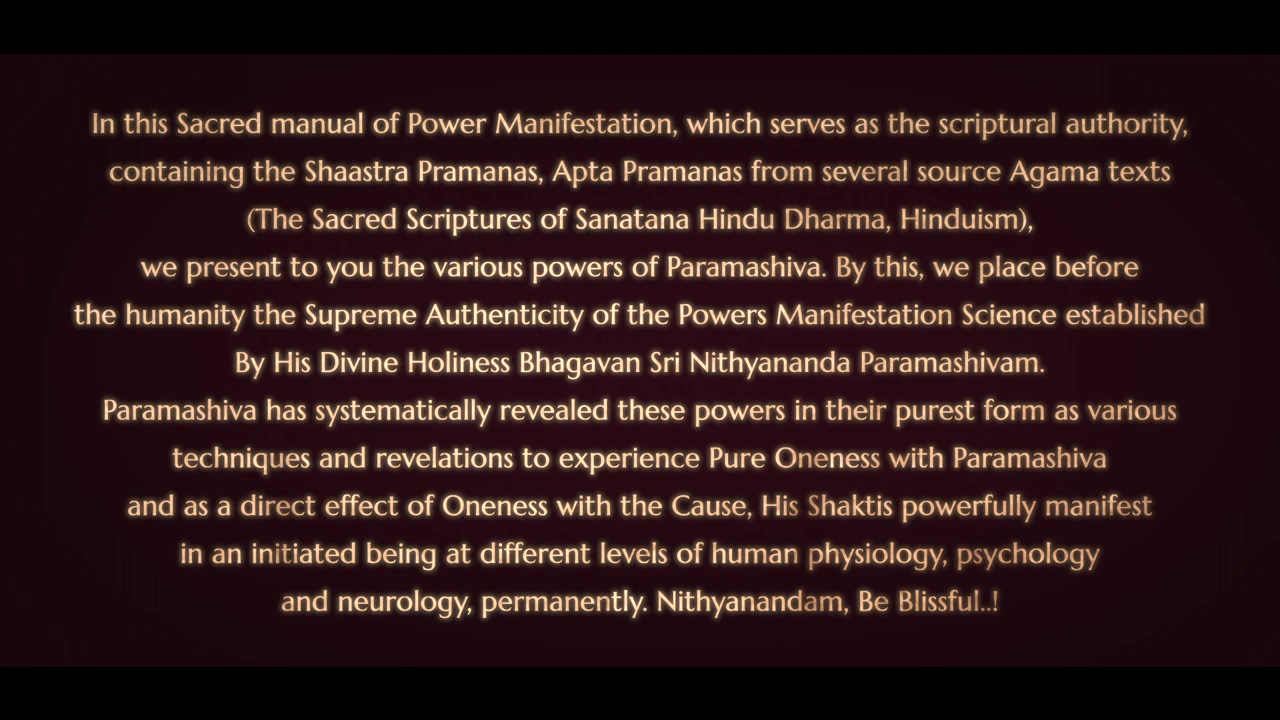 In this Sacred manual of Power Manifestation, which serves as the scriptural authority,
containing the Shaastra Pramanas, Apta Pramanas from several source Agama texts
(The Sacred Scriptures of Sanatana Hindu Dharma, Hinduism),
we present to you the various powers of Paramashiva. By this, we place before
the humanity the Supreme Authenticity of the Powers Manifestation Science established
By His Divine Holiness Bhagavan Sri Nithyananda Paramashivam.
Paramashiva has systematically revealed these powers in their purest form as various
techniques and revelations to experience Pure Oneness with Paramashiva
and as a direct effect of Oneness with the Cause, His Shaktis powerfully manifest
in an initiated being at different levels of human physiology, psychology
and neurology, permanently. Nithyanandam, Be Blissful..!